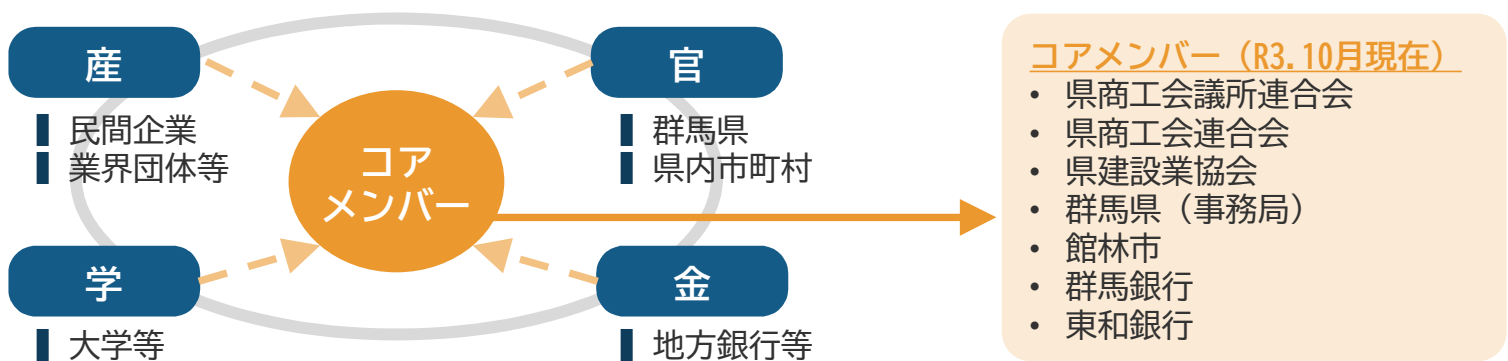 産
民間企業
業界団体等
官
群馬県
県内市町村
コア
メンバー
学
大学等
金
地方銀行等
コアメンバー（R3.10月現在）
• 県商工会議所連合会
• 県商工会連合会
• 県建設業協会
• 群馬県（事務局）
• 館林市
• 群馬銀行
• 東和銀行